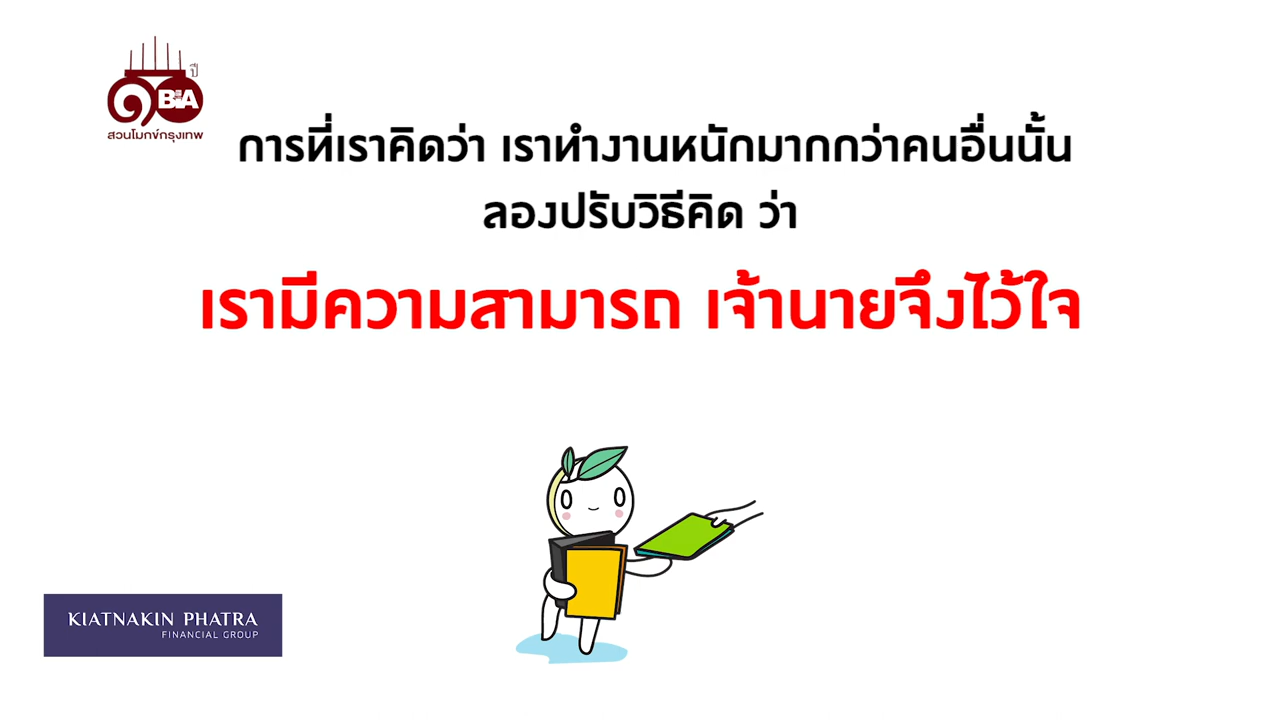 ๑๐ ปี
BIA
สวนโมกข์กรุงเทพ
การที่เราคิดว่า เราทำงานหนักมากกว่าคนอื่นนั้น
ลองปรับวิธีคิด ว่า
เรามีความสามารถ เจ้านายจึงไว้ใจ
KIATNAKIN PHATRA
FINANCIAL GROUP